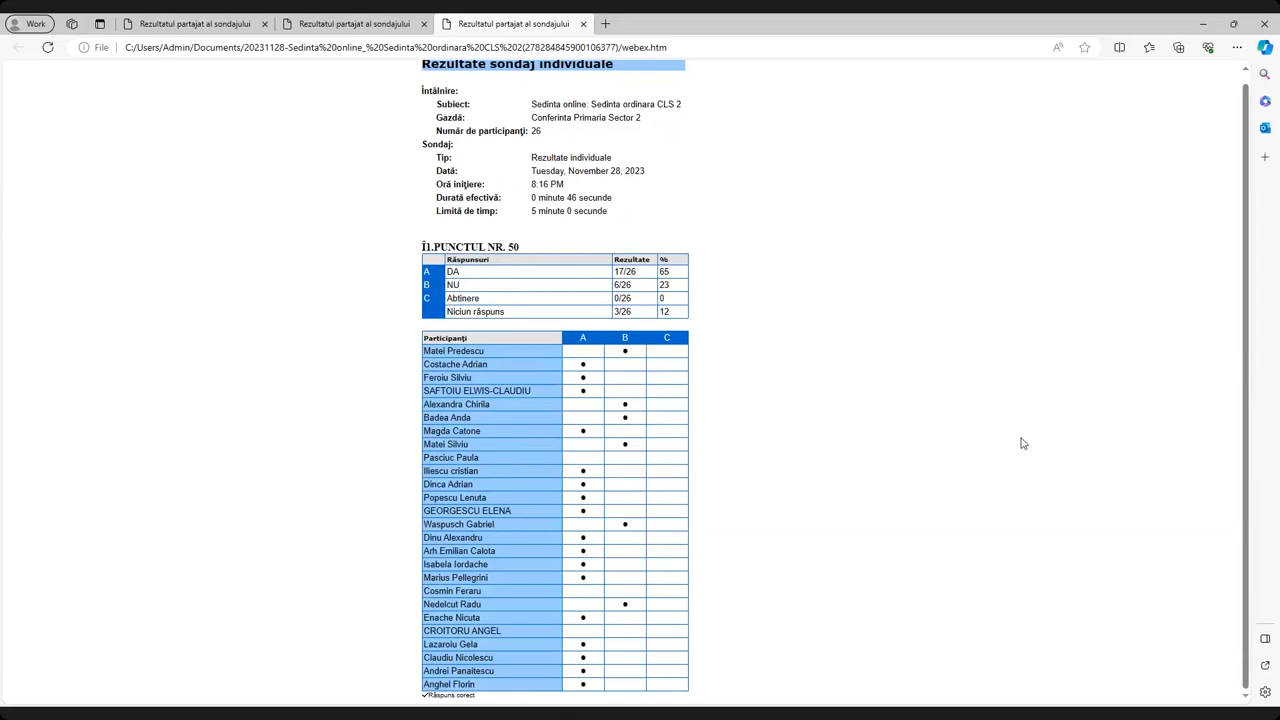 Work
Rezultatul partajat al sondajului
Rezultatul partajat al sondajului
Rezultatul partajat al sondajului
File
C:/Users/Admin/Documents/20231128-Sedinta%20online_%20Sedinta%20ordinara%20CLS%202(278284845900106377)/webex.htm
Rezultate sondaj individuale
Întâlnire:
Subiect: Sedinta online: Sedinta ordinara CLS 2
Gazdă: Conferinta Primaria Sector 2
Număr de participanţi: 26
Sondaj:
Tip: Rezultate individuale
Dată: Tuesday, November 28, 2023
Oră iniţiere: 8:16 PM
Durată efectivă: 0 minute 46 secunde
Limită de timp: 5 minute 0 secunde
Î1.PUNCTUL NR. 50
Răspunsuri Rezultate %
A DA 17/26 65
B NU 6/26 23
C Abtinere 0/26 0
Niciun răspuns 3/26 12
Participanţi A B C
Matei Predescu •
Costache Adrian •
Feroiu Silviu •
SAFTOIU ELWIS-CLAUDIU •
Alexandra Chirila •
Badea Anda •
Magda Catone •
Matei Silviu •
Pasciuc Paula
Iliescu cristian •
Dinca Adrian •
Popescu Lenuta •
GEORGESCU ELENA •
Waspusch Gabriel •
Dinu Alexandru •
Arh.Emilian Calota •
Isabela Iordache •
Marius Pellegrini •
Cosmin Feraru
Nedelcut Radu •
Enache Nicuta •
CROITORU ANGEL
Lazaroiu Gela •
Claudiu Nicolescu •
Andrei Panaitescu •
Anghel Florin •
✓Răspuns corect